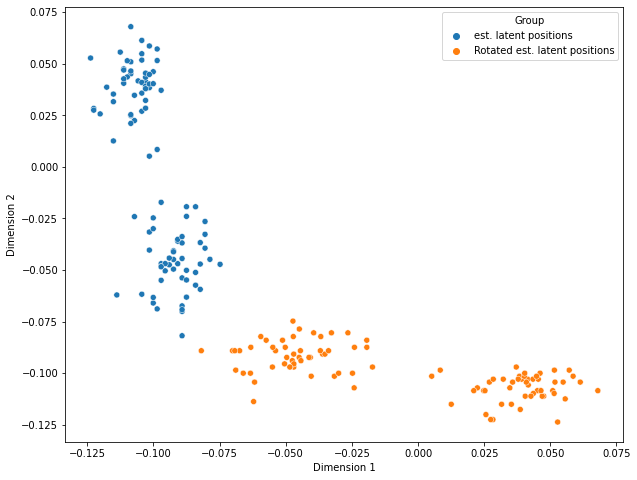 Group
est. latent positions
Rotated est. latent positions
0.075
0.050
0.025
0.000
−0.025
−0.050
−0.075
−0.100
−0.125
Dimension 2
−0.125 −0.100 −0.075 −0.050 −0.025 0.000 0.025 0.050 0.075
Dimension 1